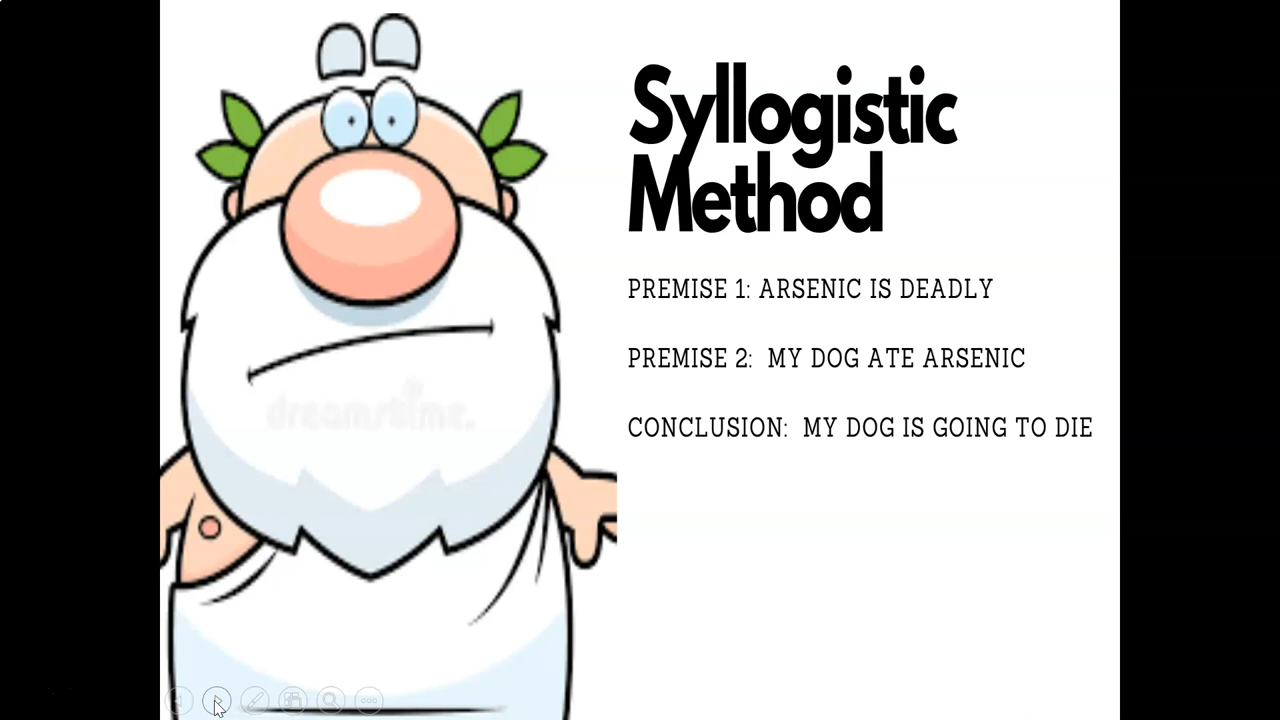 Syllogistic
Method
PREMISE 1: ARSENIC IS DEADLY
PREMISE 2: MY DOG ATE ARSENIC
CONCLUSION: MY DOG IS GOING TO DIE
dreamstime.